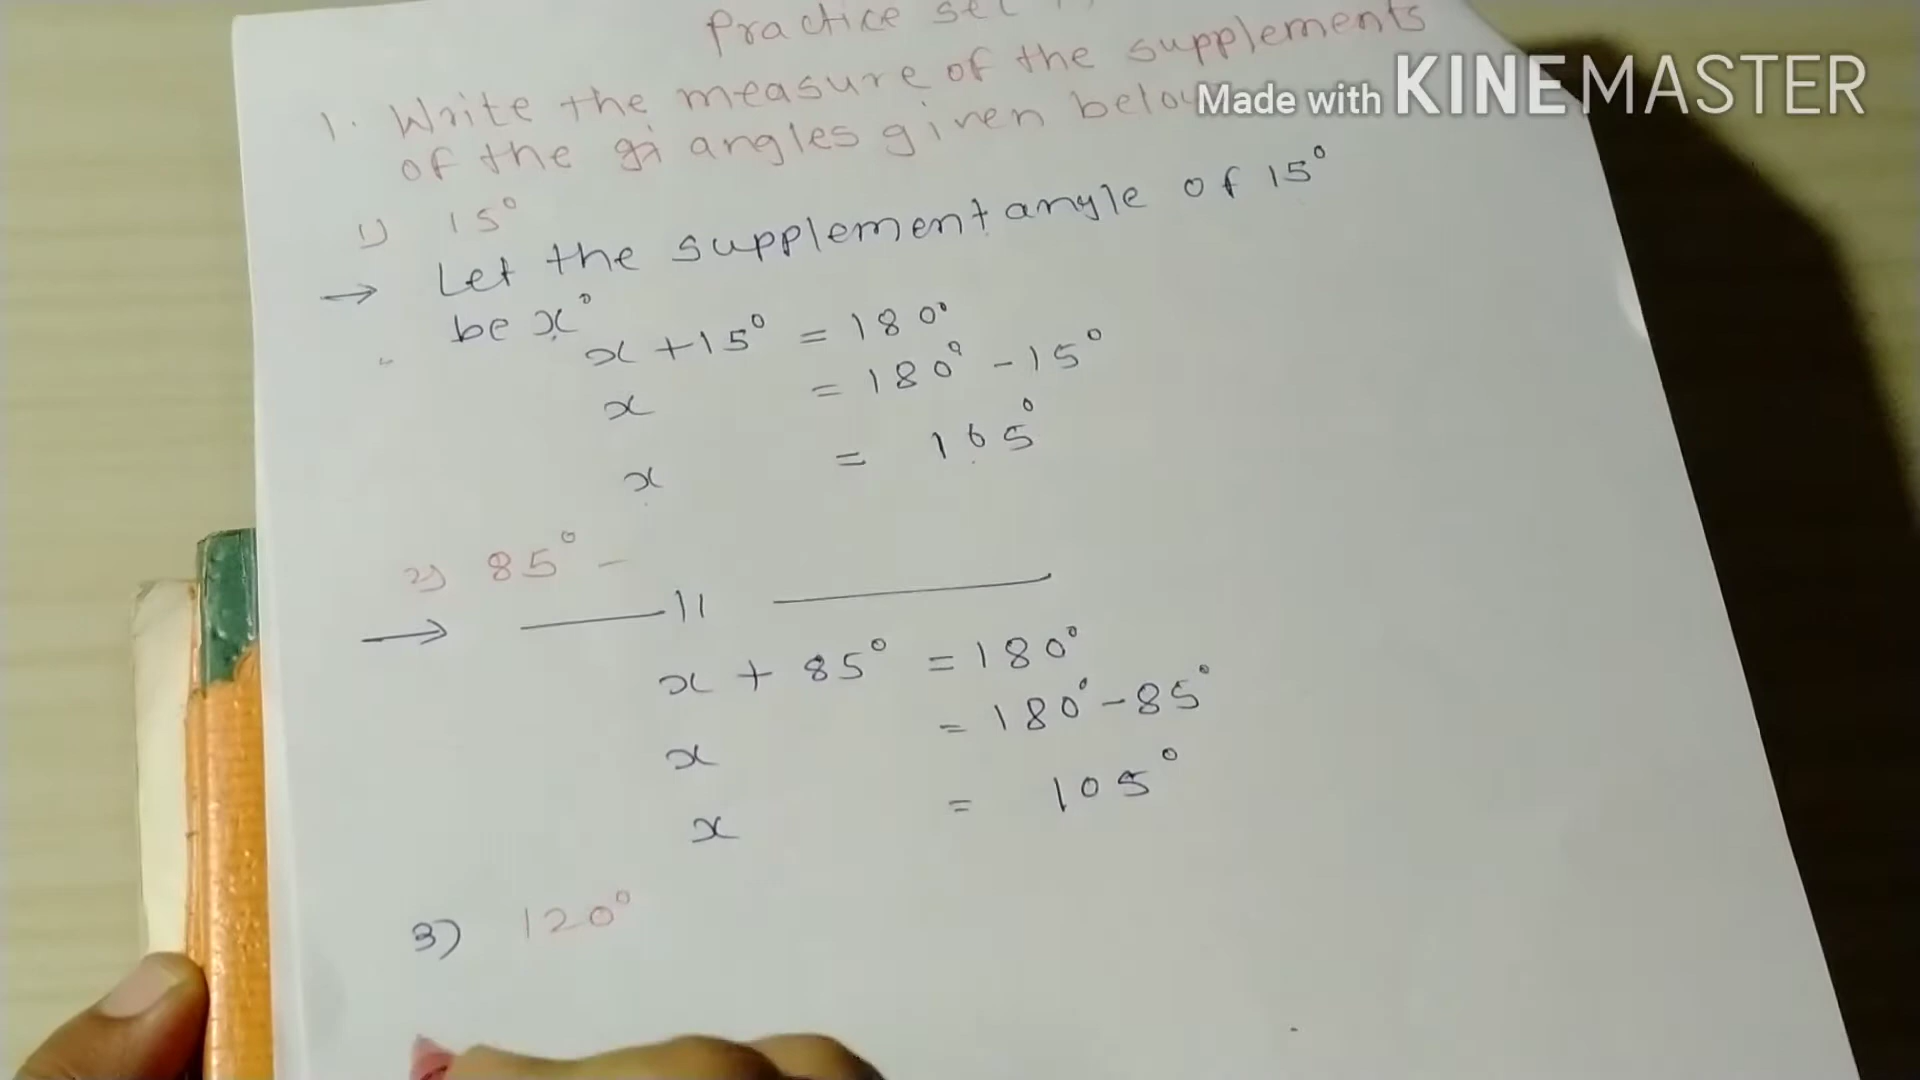 Practice set
1. Write the measure of the supplements
of the angles given below
Made with KINEMASTER
1) 15°
→ Let the supplement angle of 15°
be x°
x + 15° = 180°
x = 180° - 15°
x = 165°
2) 85° -
→ ——— 11 ———
x + 85° = 180°
x = 180° - 85°
x = 105°
3) 120°